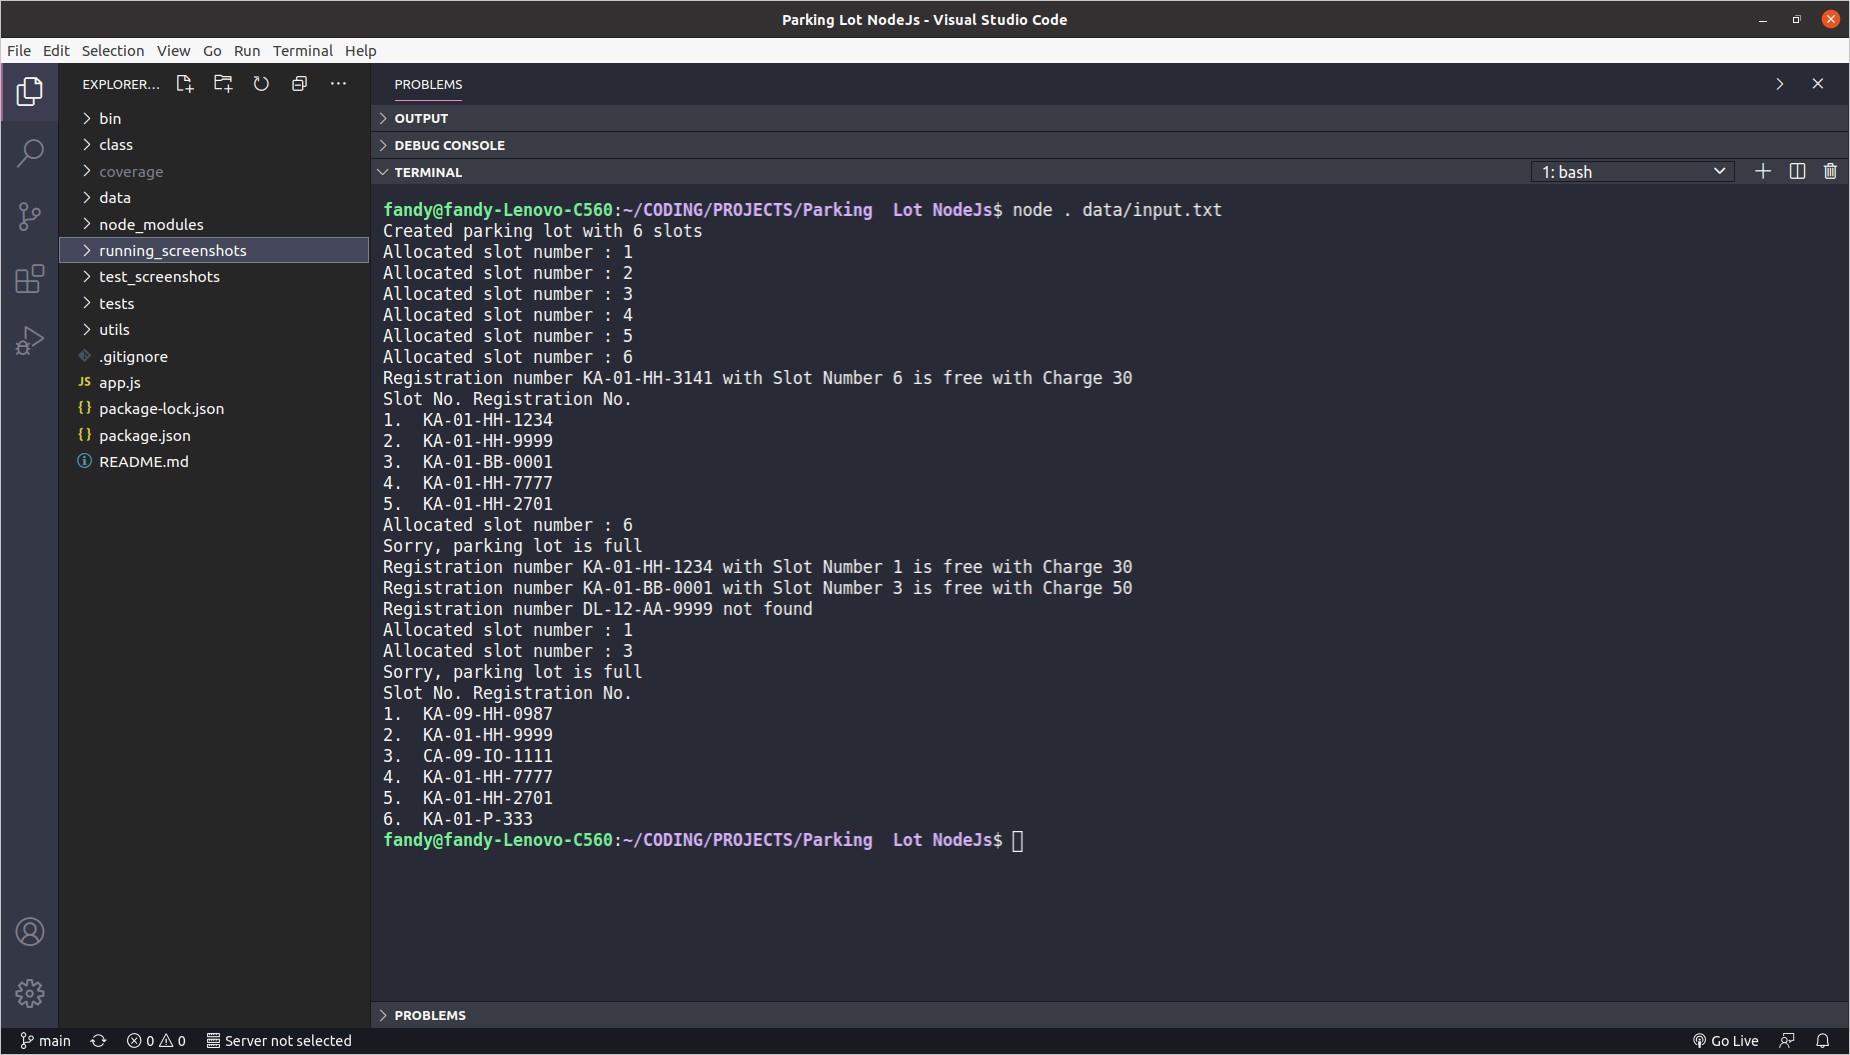 Parking Lot NodeJs - Visual Studio Code
File Edit Selection View Go Run Terminal Help
EXPLORER...
bin
class
coverage
data
node_modules
running_screenshots
test_screenshots
tests
utils
.gitignore
JS app.js
{} package-lock.json
{} package.json
README.md
PROBLEMS
OUTPUT
DEBUG CONSOLE
TERMINAL
1: bash
fandy@fandy-Lenovo-C560:~/CODING/PROJECTS/Parking  Lot NodeJs$ node . data/input.txt
Created parking lot with 6 slots
Allocated slot number : 1
Allocated slot number : 2
Allocated slot number : 3
Allocated slot number : 4
Allocated slot number : 5
Allocated slot number : 6
Registration number KA-01-HH-3141 with Slot Number 6 is free with Charge 30
Slot No. Registration No.
1.  KA-01-HH-1234
2.  KA-01-HH-9999
3.  KA-01-BB-0001
4.  KA-01-HH-7777
5.  KA-01-HH-2701
Allocated slot number : 6
Sorry, parking lot is full
Registration number KA-01-HH-1234 with Slot Number 1 is free with Charge 30
Registration number KA-01-BB-0001 with Slot Number 3 is free with Charge 50
Registration number DL-12-AA-9999 not found
Allocated slot number : 1
Allocated slot number : 3
Sorry, parking lot is full
Slot No. Registration No.
1.  KA-09-HH-0987
2.  KA-01-HH-9999
3.  CA-09-IO-1111
4.  KA-01-HH-7777
5.  KA-01-HH-2701
6.  KA-01-P-333
fandy@fandy-Lenovo-C560:~/CODING/PROJECTS/Parking  Lot NodeJs$
PROBLEMS
main 0 0 Server not selected Go Live